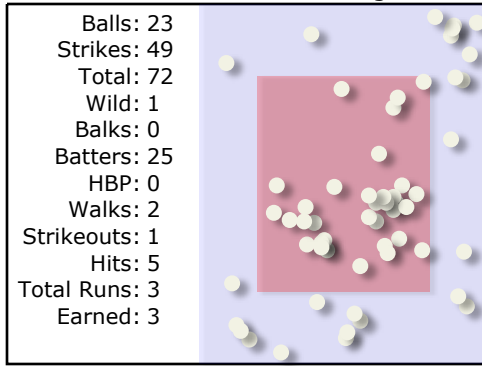 Balls: 23
Strikes: 49
Total: 72
Wild: 1
Balks: 0
Batters: 25
HBP: 0
Walks: 2
Strikeouts: 1
Hits: 5
Total Runs: 3
Earned: 3